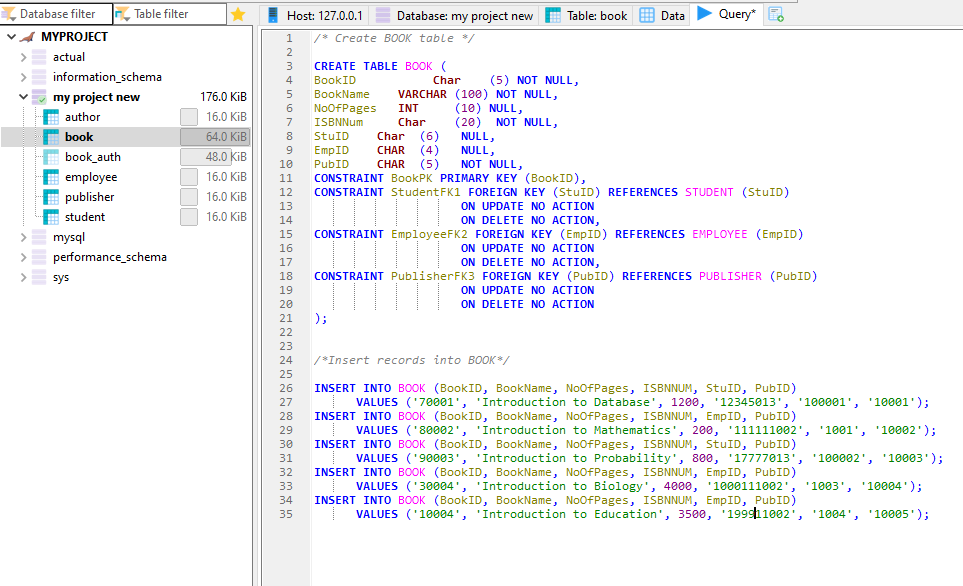 Database filter Table filter Host: 127.0.0.1 Database: my project new Table: book Data Query*
MYPROJECT
actual
information_schema
my project new 176.0 KiB
author 16.0 KiB
book 64.0 KiB
book_auth 48.0 KiB
employee 16.0 KiB
publisher 16.0 KiB
student 16.0 KiB
mysql
performance_schema
sys
1 /* Create BOOK table */
2
3 CREATE TABLE BOOK (
4 BookID Char (5) NOT NULL,
5 BookName VARCHAR (100) NOT NULL,
6 NoOfPages INT (10) NULL,
7 ISBNNum Char (20) NOT NULL,
8 StuID Char (6) NULL,
9 EmpID CHAR (4) NULL,
10 PubID CHAR (5) NOT NULL,
11 CONSTRAINT BookPK PRIMARY KEY (BookID),
12 CONSTRAINT StudentFK1 FOREIGN KEY (StuID) REFERENCES STUDENT (StuID)
13 ON UPDATE NO ACTION
14 ON DELETE NO ACTION,
15 CONSTRAINT EmployeeFK2 FOREIGN KEY (EmpID) REFERENCES EMPLOYEE (EmpID)
16 ON UPDATE NO ACTION
17 ON DELETE NO ACTION,
18 CONSTRAINT PublisherFK3 FOREIGN KEY (PubID) REFERENCES PUBLISHER (PubID)
19 ON UPDATE NO ACTION
20 ON DELETE NO ACTION
21 );
22
23
24 /*Insert records into BOOK*/
25
26 INSERT INTO BOOK (BookID, BookName, NoOfPages, ISBNNUM, StuID, PubID)
27 VALUES ('70001', 'Introduction to Database', 1200, '12345013', '100001', '10001');
28 INSERT INTO BOOK (BookID, BookName, NoOfPages, ISBNNUM, EmpID, PubID)
29 VALUES ('80002', 'Introduction to Mathematics', 200, '111111002', '1001', '10002');
30 INSERT INTO BOOK (BookID, BookName, NoOfPages, ISBNNUM, StuID, PubID)
31 VALUES ('90003', 'Introduction to Probability', 800, '17777013', '100002', '10003');
32 INSERT INTO BOOK (BookID, BookName, NoOfPages, ISBNNUM, EmpID, PubID)
33 VALUES ('30004', 'Introduction to Biology', 4000, '1000111002', '1003', '10004');
34 INSERT INTO BOOK (BookID, BookName, NoOfPages, ISBNNUM, EmpID, PubID)
35 VALUES ('10004', 'Introduction to Education', 3500, '199911002', '1004', '10005');